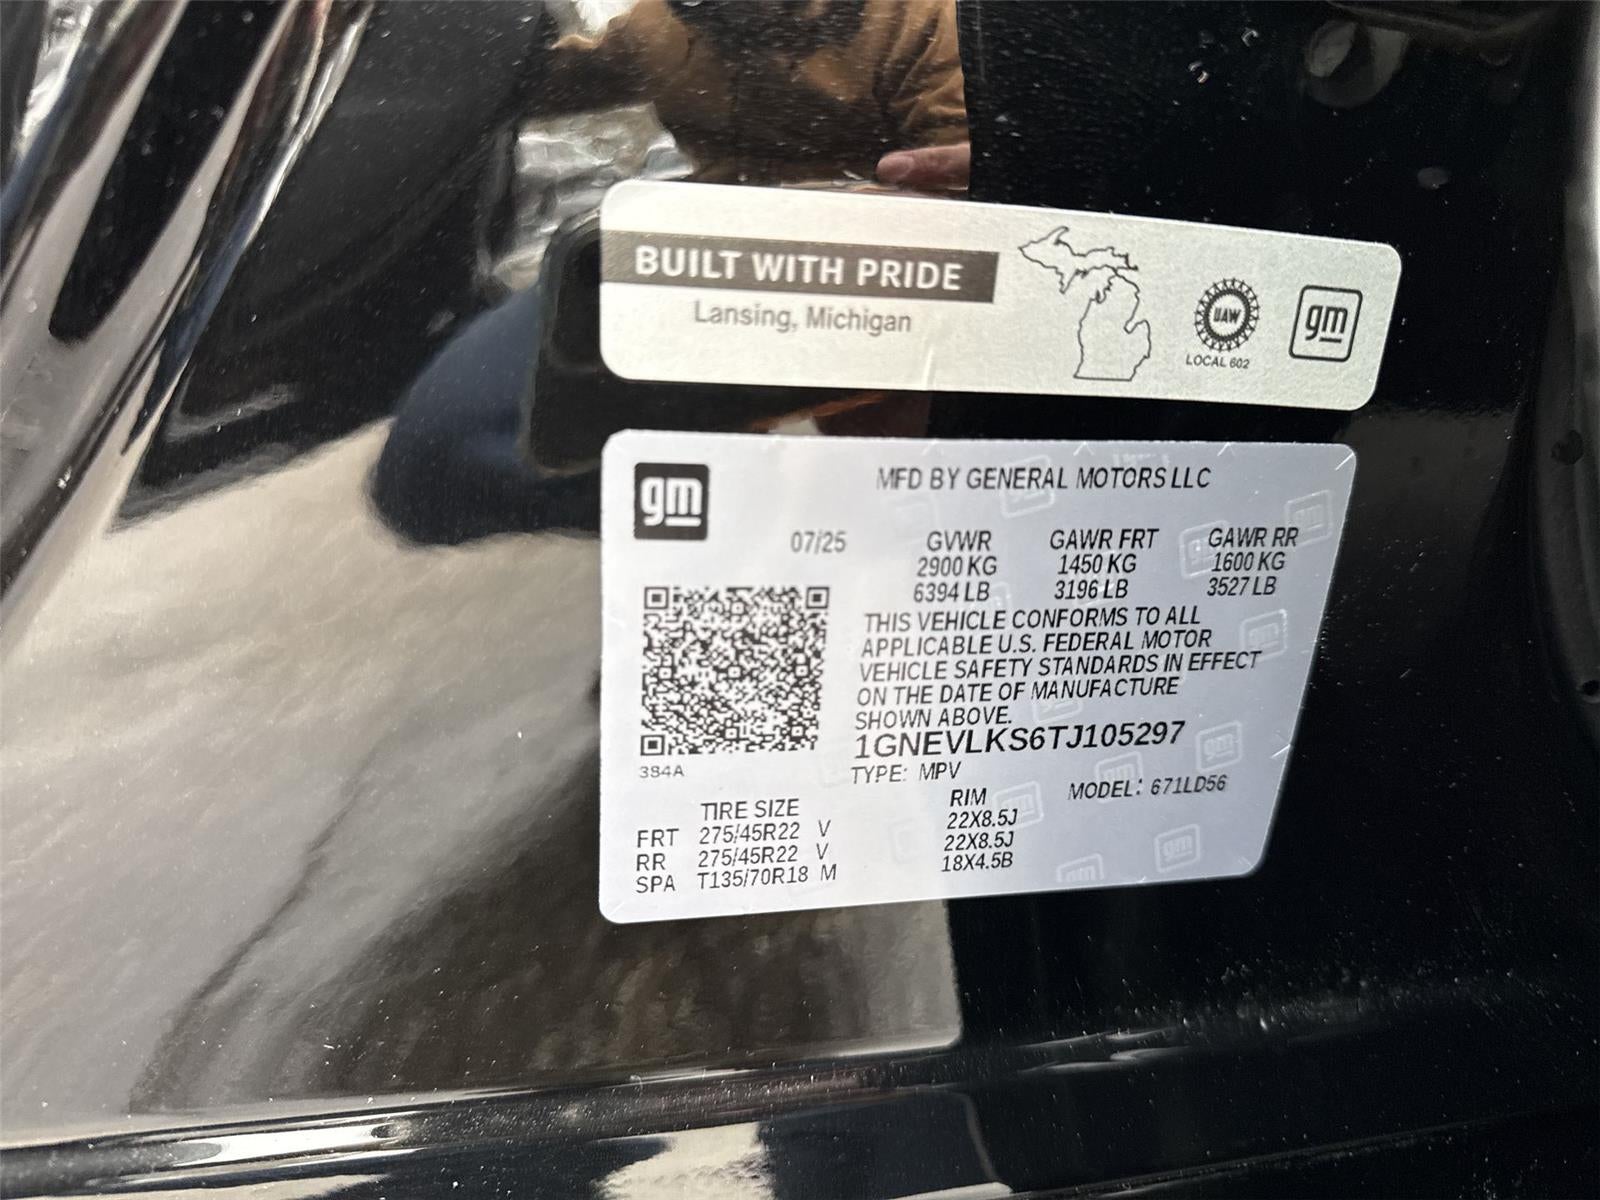 BUILT WITH PRIDE
Lansing, Michigan
UAW
LOCAL 602
gm
gm
MFD BY GENERAL MOTORS LLC
07/25 GVWR GAWR FRT GAWR RR
2900 KG 1450 KG 1600 KG
6394 LB 3196 LB 3527 LB
THIS VEHICLE CONFORMS TO ALL
APPLICABLE U.S. FEDERAL MOTOR
VEHICLE SAFETY STANDARDS IN EFFECT
ON THE DATE OF MANUFACTURE
SHOWN ABOVE.
1GNEVLKS6TJ105297
384A
TYPE: MPV MODEL: 671LD56
TIRE SIZE RIM
FRT 275/45R22 V 22X8.5J
RR 275/45R22 V 22X8.5J
SPA T135/70R18 M 18X4.5B